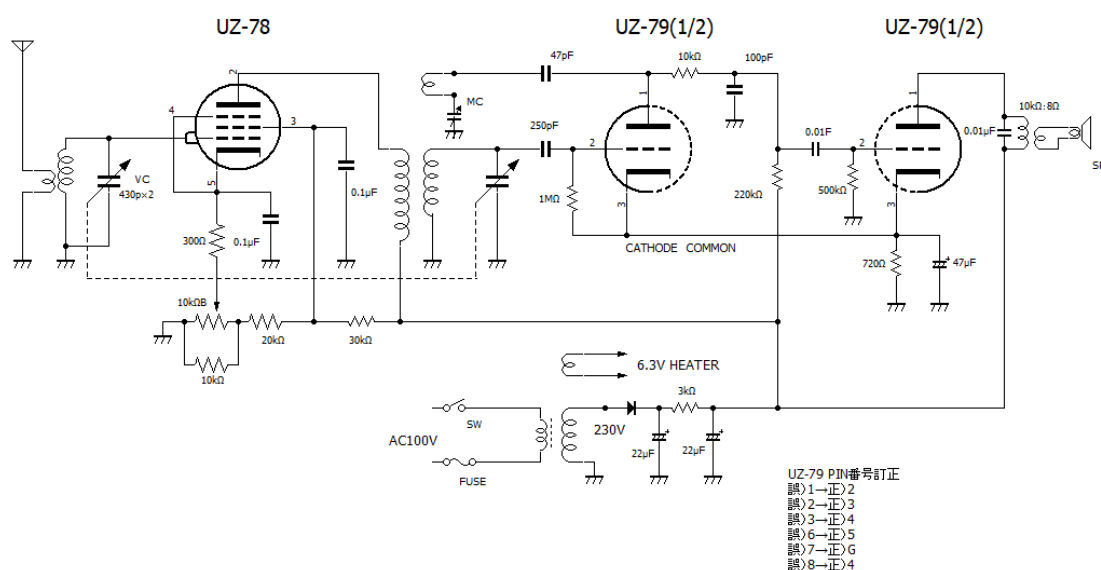 UZ-78
UZ-79(1/2)
UZ-79(1/2)
47pF
10kΩ
100pF
2
1
1
10kΩ:8Ω
MC
4
3
250pF
0.01F
0.01μF
2
2
SP
VC
430p×2
5
0.1μF
1MΩ
220kΩ
500kΩ
3
3
300Ω
0.1μF
CATHODE COMMON
720Ω
+
47μF
10kΩB
20kΩ
30kΩ
10kΩ
6.3V HEATER
3kΩ
SW
AC100V
230V
+
+
22μF
22μF
FUSE
UZ-79 PIN番号訂正
誤)1→正)2
誤)2→正)3
誤)3→正)4
誤)6→正)5
誤)7→正)G
誤)8→正)4